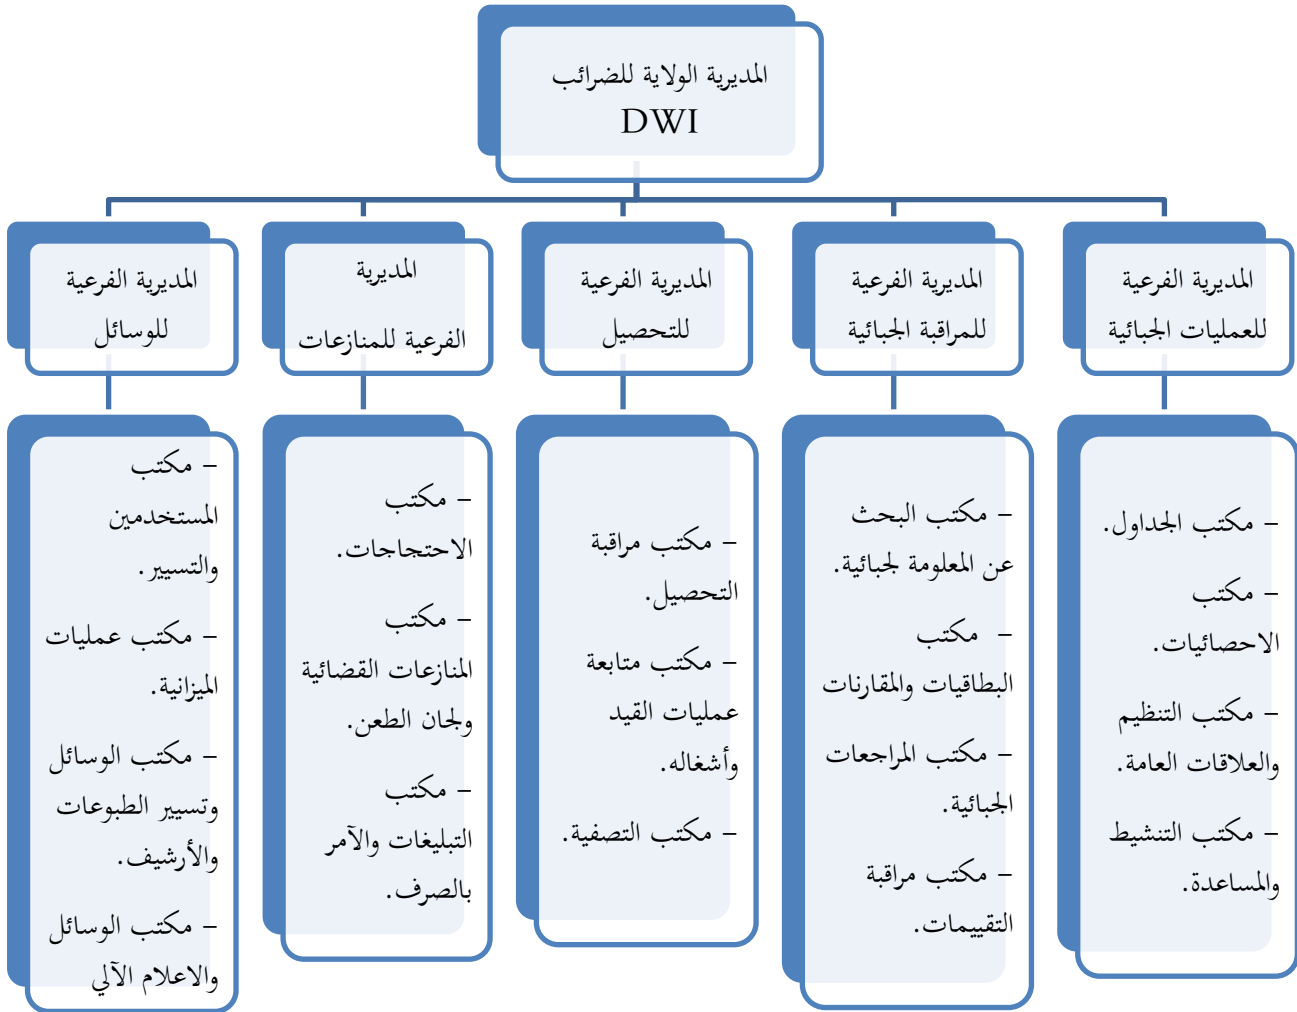 المديرية الولاية للضرائب
DWI
المديرية الفرعية
للعمليات الجبائية
المديرية الفرعية
للمراقبة الجبائية
المديرية الفرعية
للتحصيل
المديرية
الفرعية للمنازعات
المديرية الفرعية
للوسائل
– مكتب الجداول.
– مكتب
الاحصائيات.
– مكتب التنظيم
والعلاقات العامة.
– مكتب التنشيط
والمساعدة.
– مكتب البحث
عن المعلومة لجبائية.
– مكتب
البطاقيات والمقارنات
– مكتب المراجعات
الجبائية.
– مكتب مراقبة
التقييمات.
– مكتب مراقبة
التحصيل.
– مكتب متابعة
عمليات القيد
وأشغاله.
– مكتب التصفية.
– مكتب
الاحتجاجات.
– مكتب
المنازعات القضائية
ولجان الطعن.
– مكتب
التبليغات والآمر
بالصرف.
– مكتب
المستخدمين
والتسيير.
– مكتب عمليات
الميزانية.
– مكتب الوسائل
وتسيير الطبوعات
والأرشيف.
– مكتب الوسائل
والاعلام الآلي